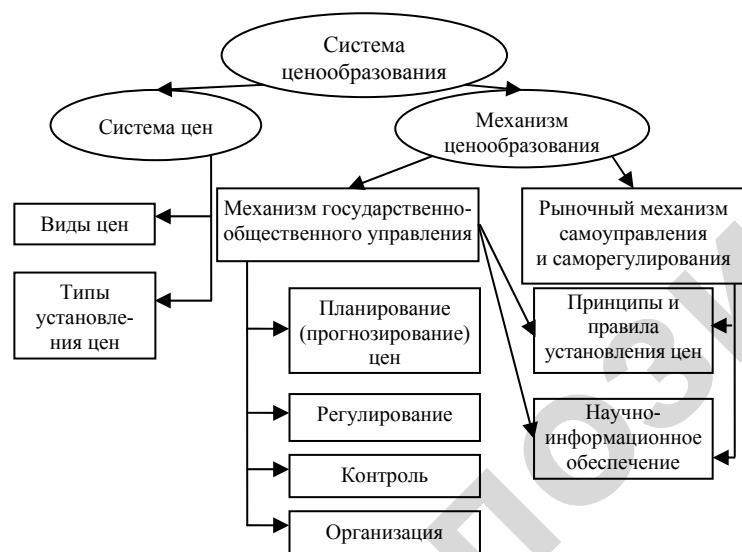 Система
ценообразования
Система цен
Механизм
ценообразования
Виды цен
Типы
установле-
ния цен
Механизм государственно-
общественного управления
Рыночный механизм
самоуправления
и саморегулирования
Планирование
(прогнозирование)
цен
Регулирование
Контроль
Организация
Принципы и
правила
установления цен
Научно-
информационное
обеспечение
пози